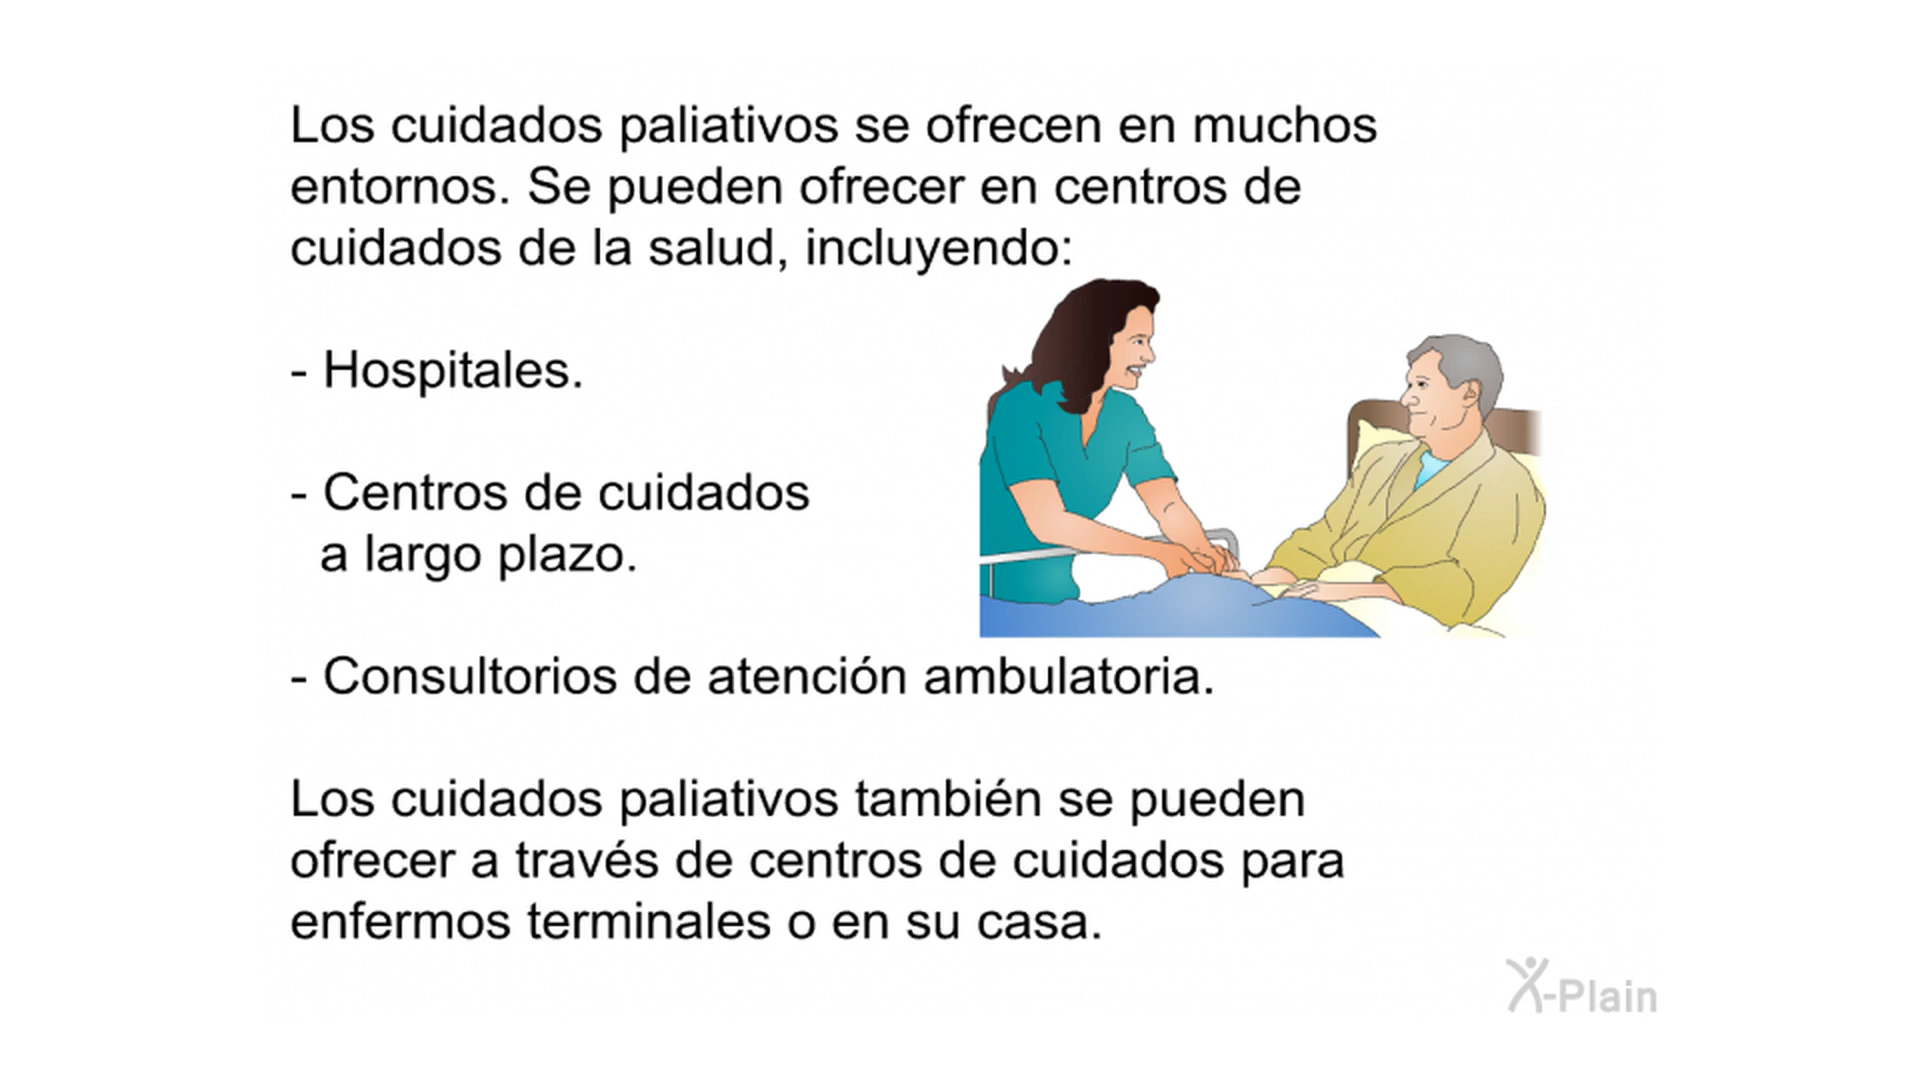 Los cuidados paliativos se ofrecen en muchos
entornos. Se pueden ofrecer en centros de
cuidados de la salud, incluyendo:
- Hospitales.
- Centros de cuidados
a largo plazo.
- Consultorios de atención ambulatoria.
Los cuidados paliativos también se pueden
ofrecer a través de centros de cuidados para
enfermos terminales o en su casa.
X-Plain